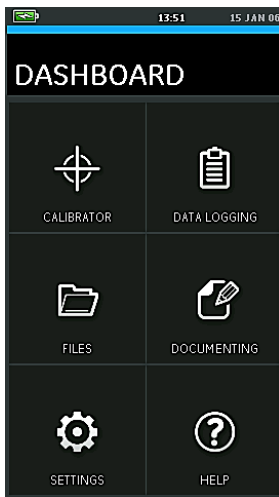 13:51 15 JAN 06
DASHBOARD
CALIBRATOR DATA LOGGING
FILES DOCUMENTING
SETTINGS HELP